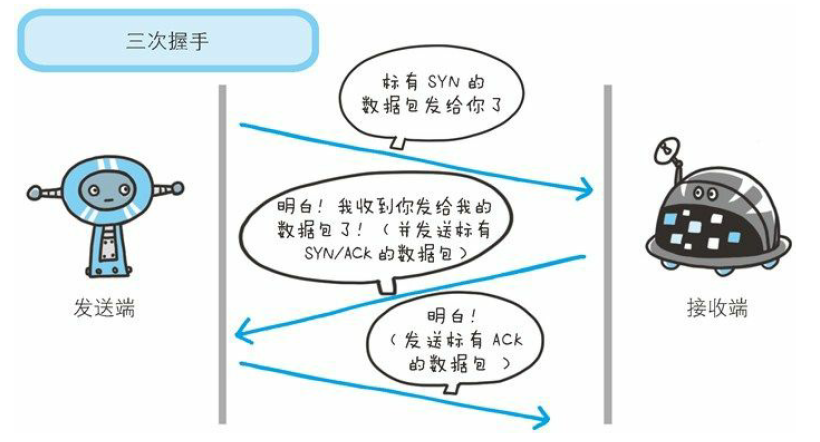 三次握手
标有 SYN 的
数据包发给你了
明白！我收到你发给我的
数据包了！（并发送标有
SYN/ACK 的数据包）
发送端
接收端
明白！
（发送标有 ACK
的数据包）